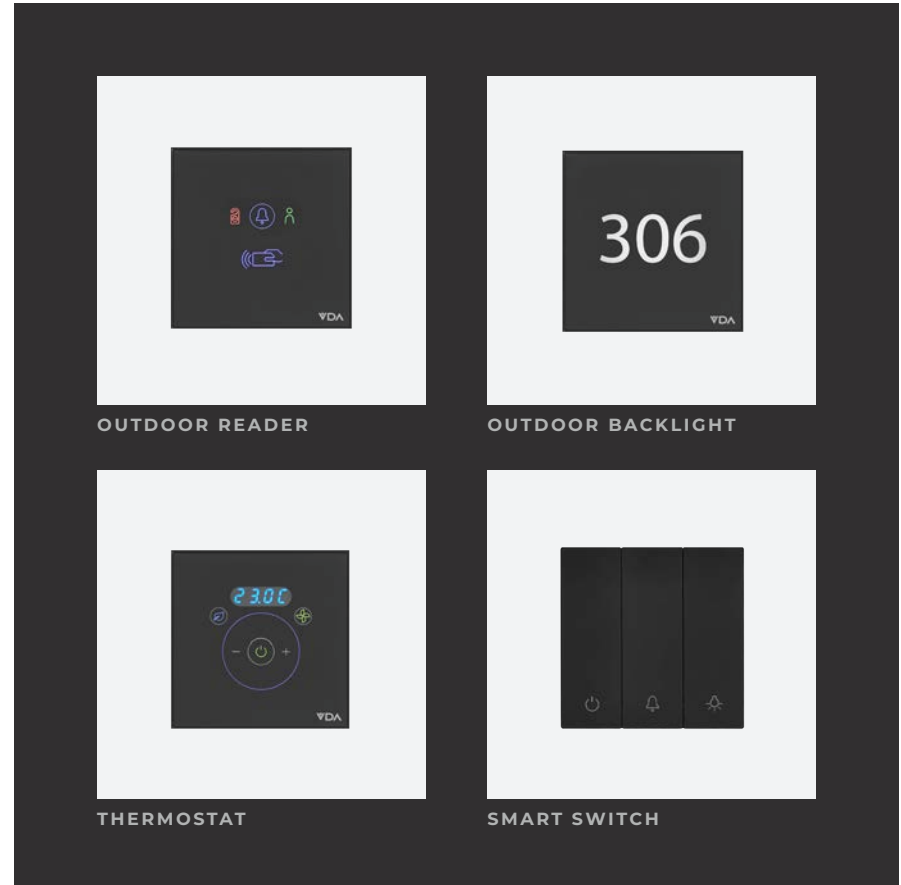 VDA
306
VDA
OUTDOOR READER
OUTDOOR BACKLIGHT
23.0C
VDA
THERMOSTAT
SMART SWITCH